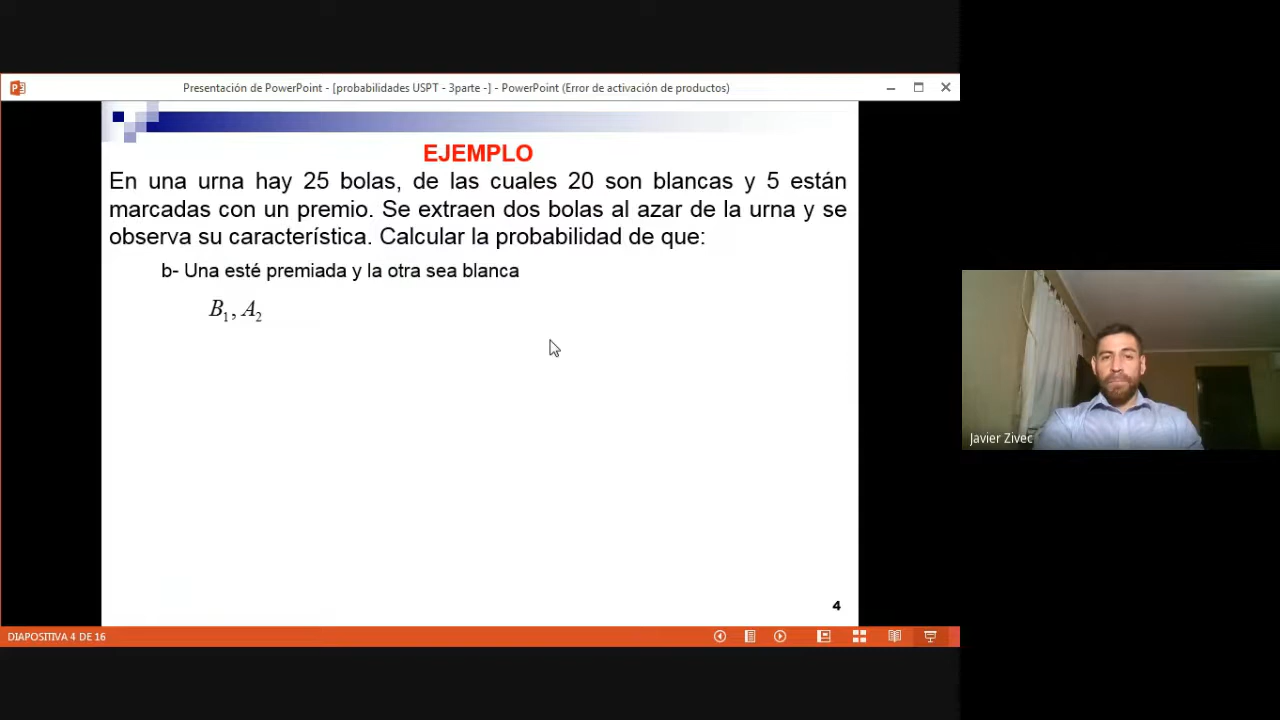 Presentación de PowerPoint - [probabilidades USPT - 3parte -] - PowerPoint (Error de activación de productos)
EJEMPLO
En una urna hay 25 bolas, de las cuales 20 son blancas y 5 están
marcadas con un premio. Se extraen dos bolas al azar de la urna y se
observa su característica. Calcular la probabilidad de que:
b- Una esté premiada y la otra sea blanca
B₁, A₂
Javier Zivec
4
DIAPOSITIVA 4 DE 16